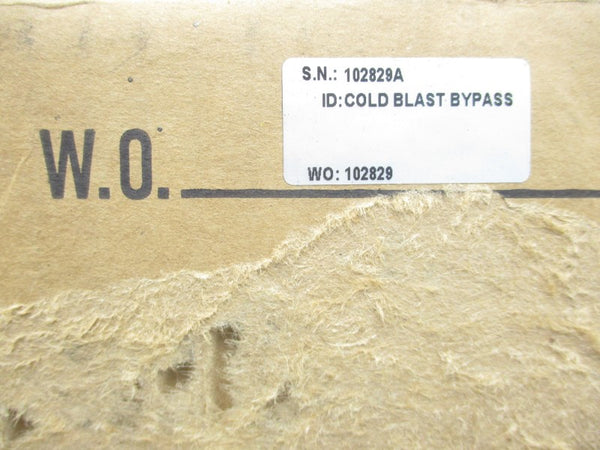 S.N.: 102829A
ID: COLD BLAST BYPASS
WO: 102829
W.O.